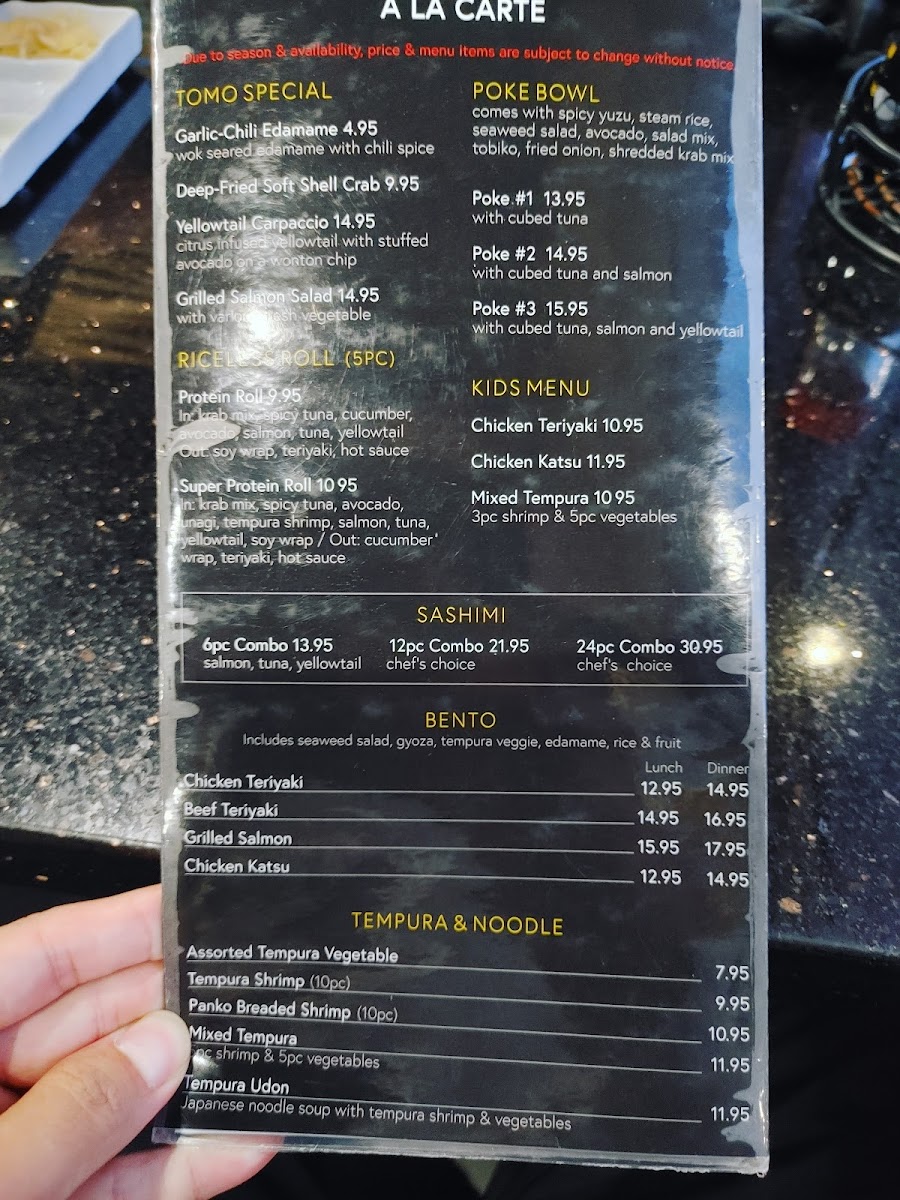 A LA CARTE
Due to season & availability, price & menu items are subject to change without notice
TOMO SPECIAL
Garlic-Chili Edamame 4.95
wok seared edamame with chili spice
Deep-Fried Soft Shell Crab 9.95
Yellowtail Carpaccio 14.95
citrus infused yellowtail with stuffed
avocado on a wonton chip
Grilled Salmon Salad 14.95
with fresh vegetable
RICELESS ROLL (5PC)
Protein Roll 9.95
In: krab mix, spicy tuna, cucumber,
avocado, salmon, tuna, yellowtail
Out: soy wrap, teriyaki, hot sauce
Super Protein Roll 10 95
In: krab mix, spicy tuna, avocado,
unagi, tempura shrimp, salmon, tuna,
yellowtail, soy wrap / Out: cucumber
wrap, teriyaki, hot sauce
POKE BOWL
comes with spicy yuzu, steam rice,
seaweed salad, avocado, salad mix,
tobiko, fried onion, shredded krab mix
Poke #1 13.95
with cubed tuna
Poke #2 14.95
with cubed tuna and salmon
Poke #3 15.95
with cubed tuna, salmon and yellowtail
KIDS MENU
Chicken Teriyaki 10.95
Chicken Katsu 11.95
Mixed Tempura 10 95
3pc shrimp & 5pc vegetables
SASHIMI
6pc Combo 13.95 12pc Combo 21.95 24pc Combo 30.95
salmon, tuna, yellowtail chef's choice chef's choice
BENTO
Includes seaweed salad, gyoza, tempura veggie, edamame, rice & fruit
Lunch Dinner
Chicken Teriyaki 12.95 14.95
Beef Teriyaki 14.95 16.95
Grilled Salmon 15.95 17.95
Chicken Katsu 12.95 14.95
TEMPURA & NOODLE
Assorted Tempura Vegetable 7.95
Tempura Shrimp (10pc) 9.95
Panko Breaded Shrimp (10pc) 10.95
Mixed Tempura 11.95
shrimp & 5pc vegetables
Tempura Udon 11.95
Japanese noodle soup with tempura shrimp & vegetables